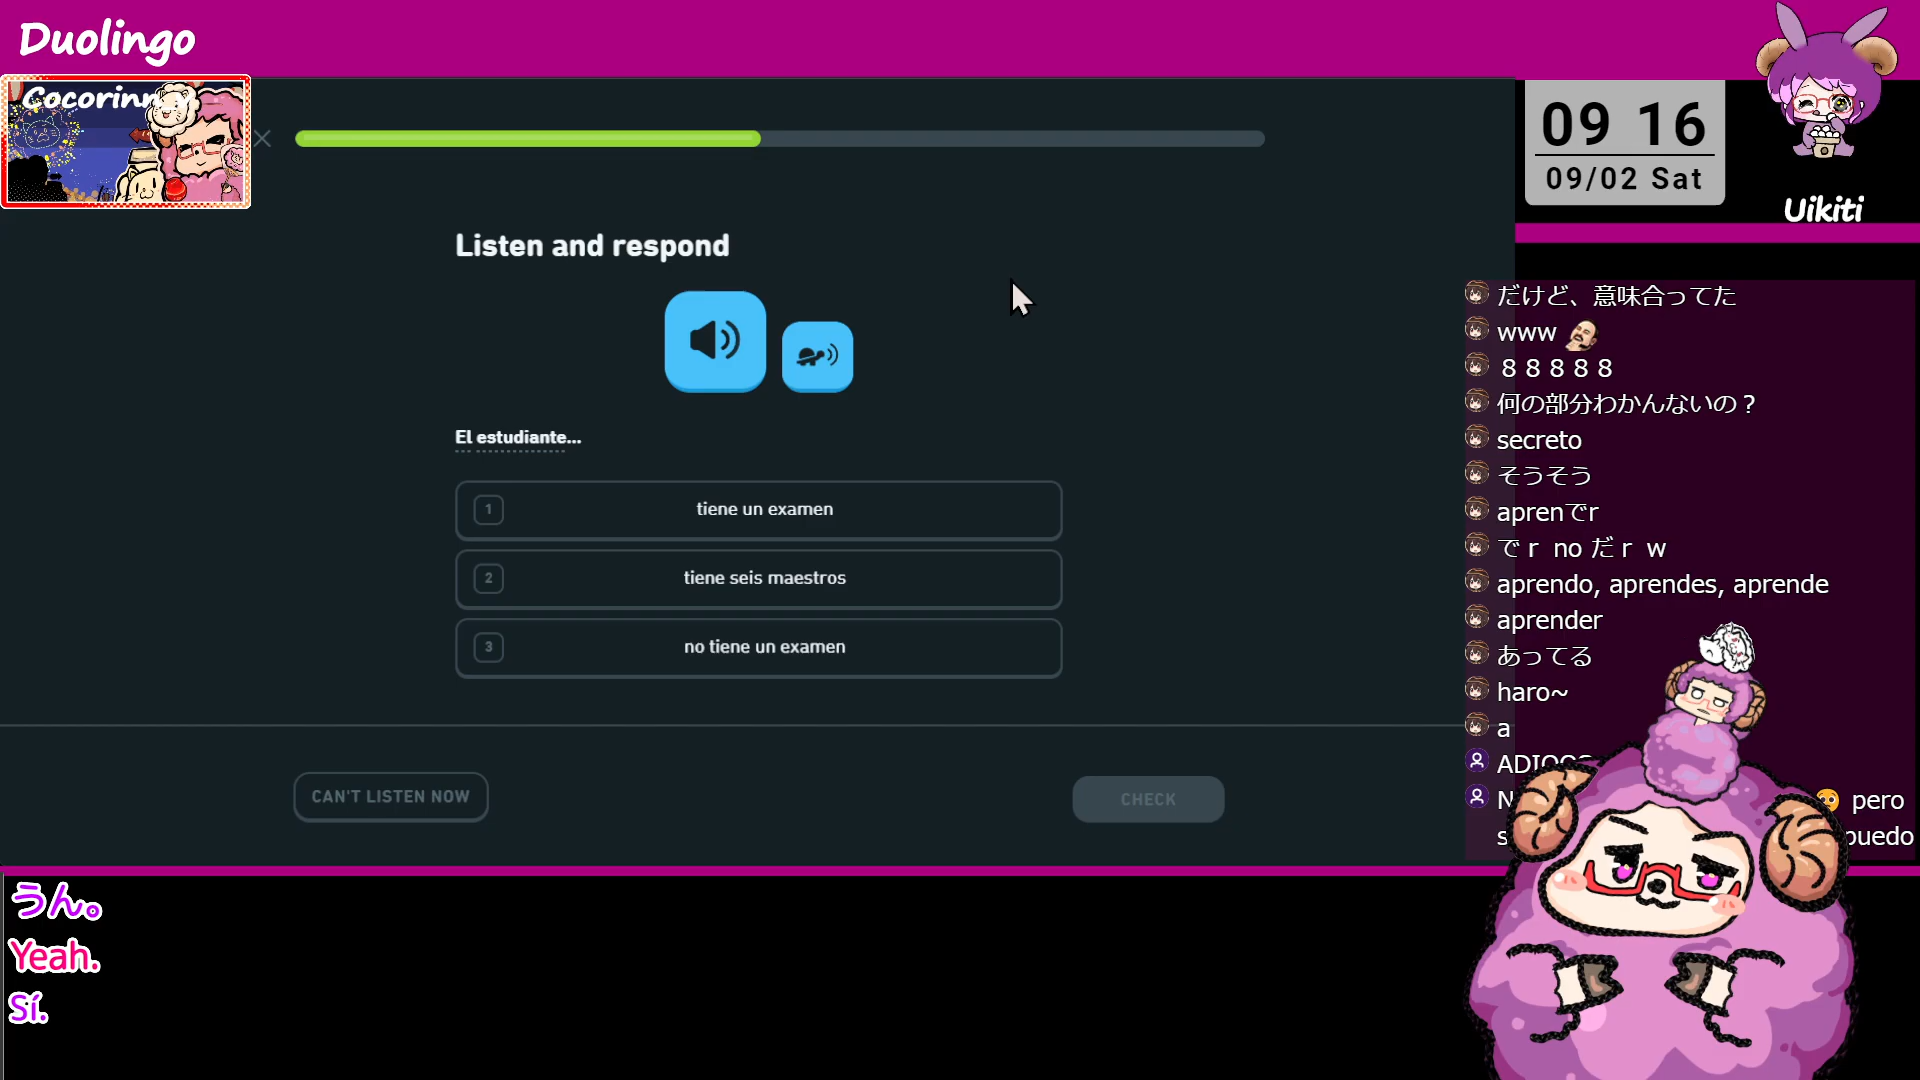 Duolingo
Cocorinn
09 16
09/02 Sat
Uikiti
Listen and respond
El estudiante...
1 tiene un examen
2 tiene seis maestros
3 no tiene un examen
CAN'T LISTEN NOW
CHECK
だけど、意味合ってた
www
８８８８８
何の部分わかんないの？
secreto
そうそう
aprenでr
でｒ no だｒ ｗ
aprendo, aprendes, aprende
aprender
あってる
haro~
a
pero
puedo
うん。
Yeah.
Sí.